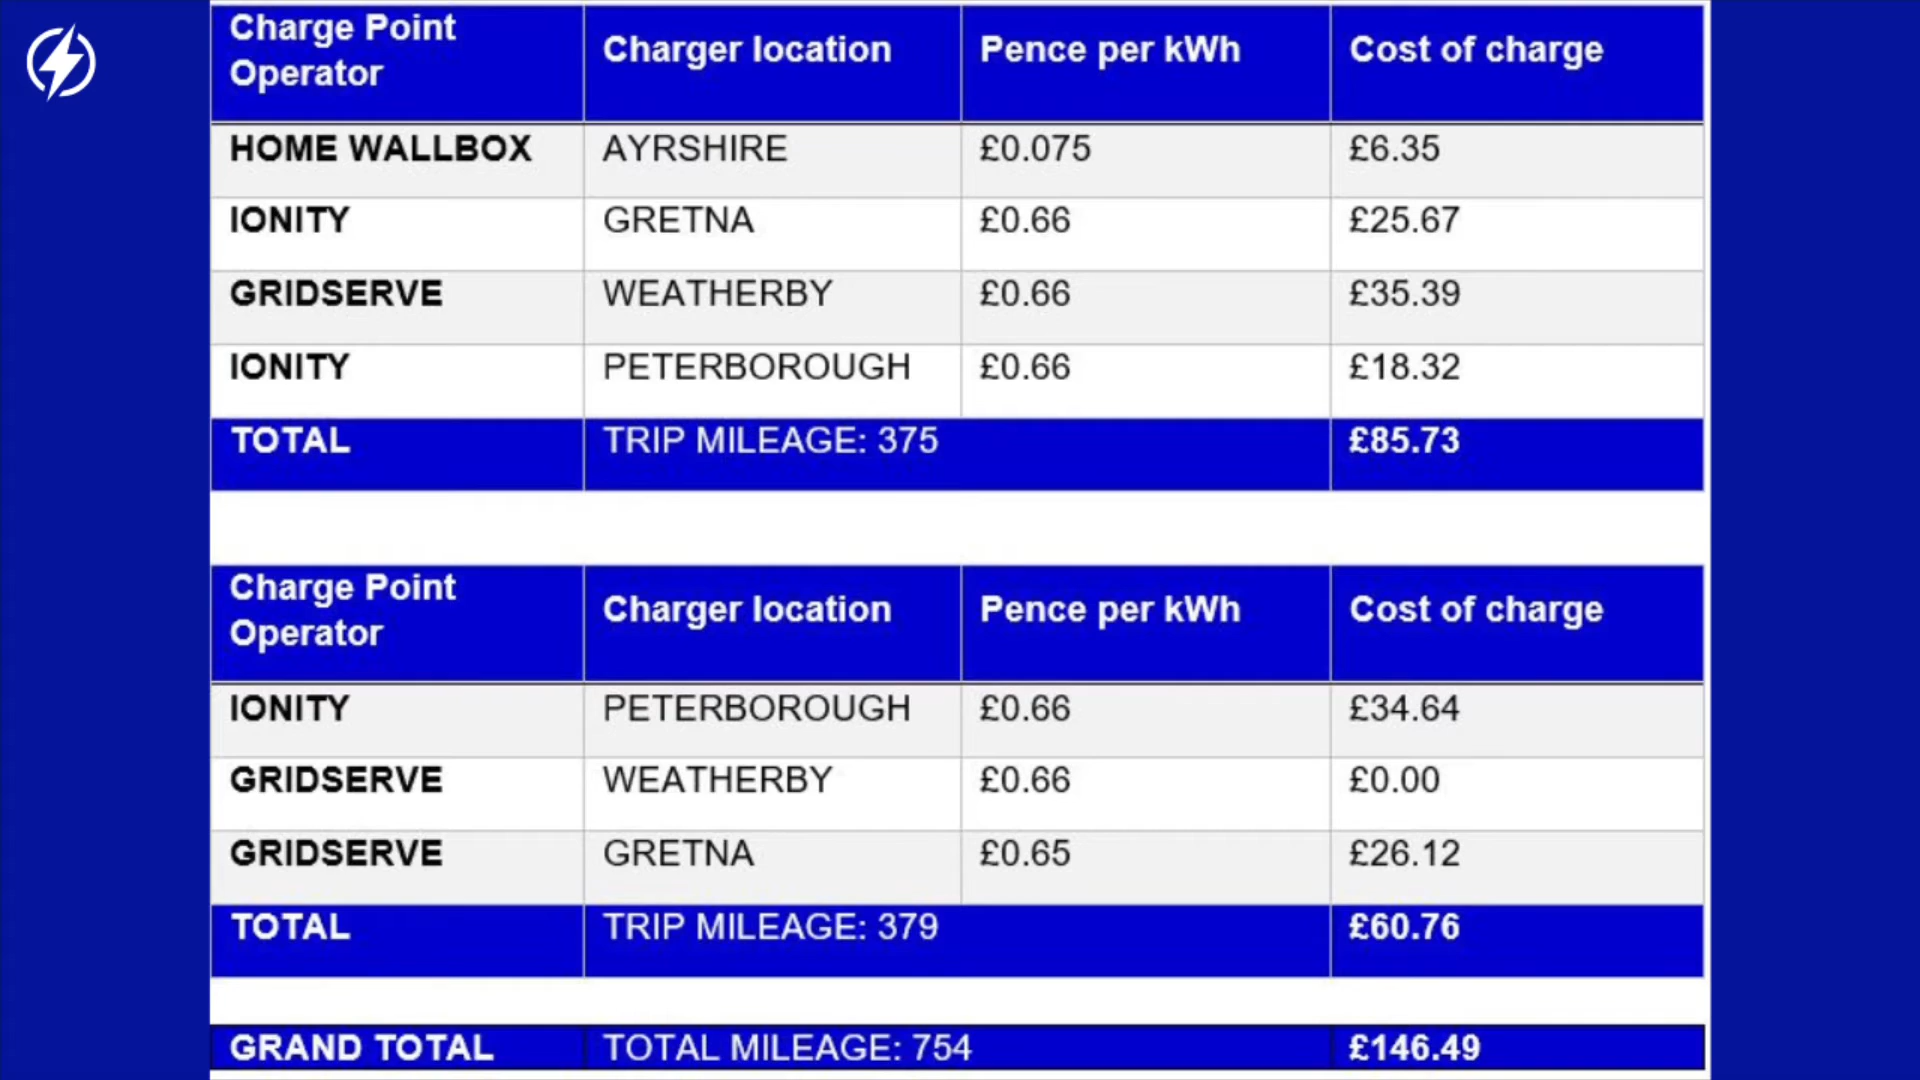 Charge Point Operator | Charger location | Pence per kWh | Cost of charge
HOME WALLBOX | AYRSHIRE | £0.075 | £6.35
IONITY | GRETNA | £0.66 | £25.67
GRIDSERVE | WEATHERBY | £0.66 | £35.39
IONITY | PETERBOROUGH | £0.66 | £18.32
TOTAL | TRIP MILEAGE: 375 | £85.73
Charge Point Operator | Charger location | Pence per kWh | Cost of charge
IONITY | PETERBOROUGH | £0.66 | £34.64
GRIDSERVE | WEATHERBY | £0.66 | £0.00
GRIDSERVE | GRETNA | £0.65 | £26.12
TOTAL | TRIP MILEAGE: 379 | £60.76
GRAND TOTAL | TOTAL MILEAGE: 754 | £146.49